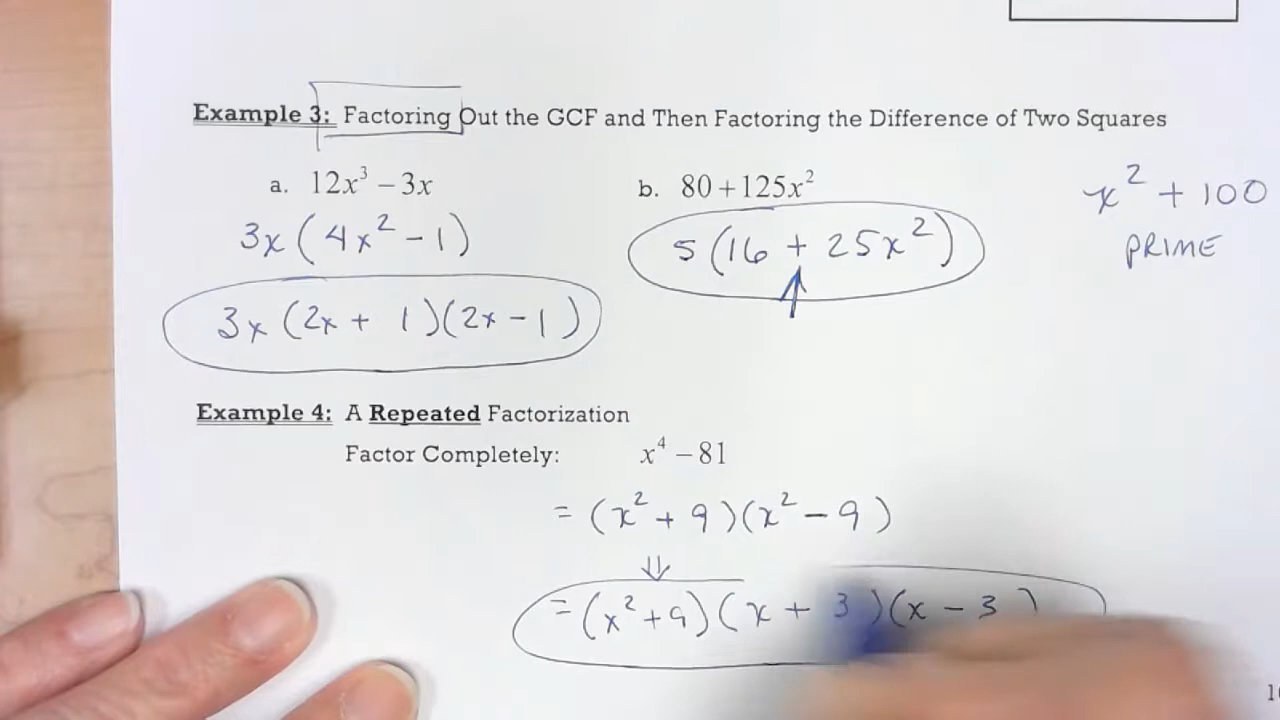 Example 3: Factoring Out the GCF and Then Factoring the Difference of Two Squares
a. 12x³ − 3x
3x(4x² − 1)
3x(2x + 1)(2x − 1)
b. 80 + 125x²
5(16 + 25x²)
x² + 100
PRIME
Example 4: A Repeated Factorization
Factor Completely: x⁴ − 81
= (x² + 9)(x² − 9)
⇓
= (x² + 9)(x + 3)(x − 3)